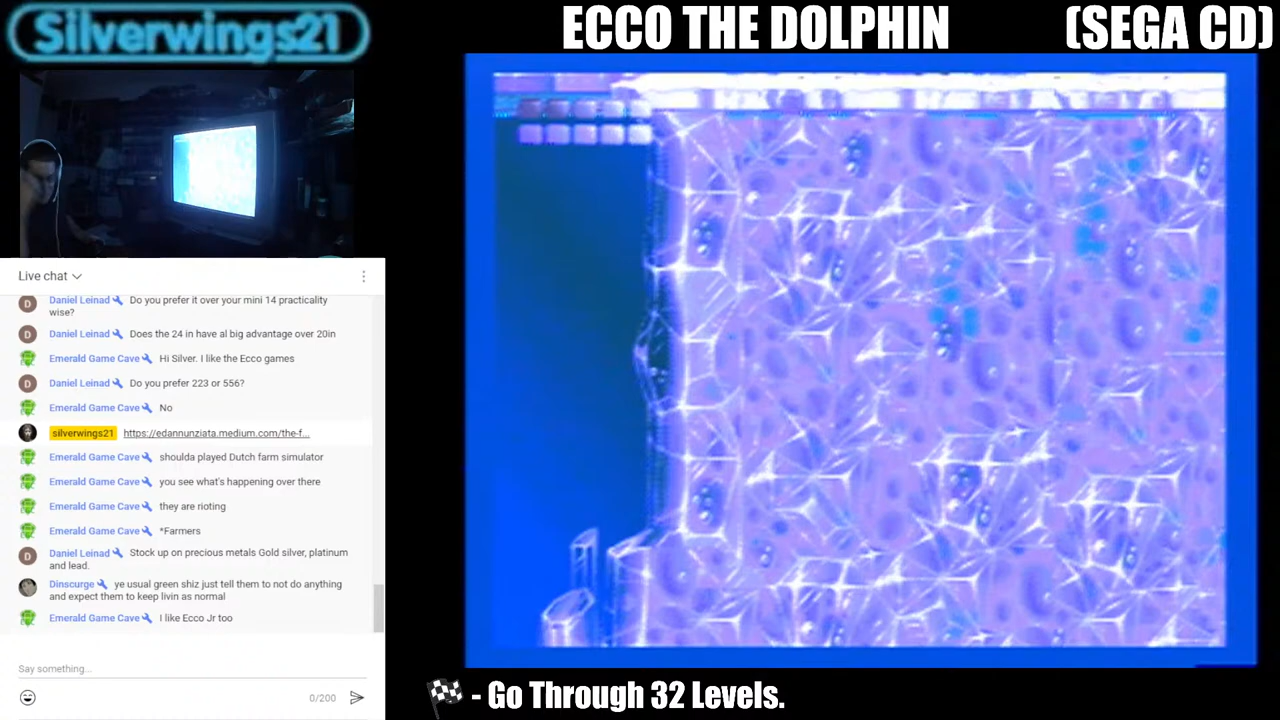 Silverwings21
ECCO THE DOLPHIN (SEGA CD)
Live chat
D Daniel Leinad Do you prefer it over your mini 14 practicality
wise?
D Daniel Leinad Does the 24 in have al big advantage over 20in
Emerald Game Cave Hi Silver. I like the Ecco games
D Daniel Leinad Do you prefer 223 or 556?
Emerald Game Cave No
silverwings21 https://edannunziata.medium.com/the-f...
Emerald Game Cave shoulda played Dutch farm simulator
Emerald Game Cave you see what's happening over there
Emerald Game Cave they are rioting
Emerald Game Cave *Farmers
D Daniel Leinad Stock up on precious metals Gold silver, platinum
and lead.
Dinscurge ye usual green shiz just tell them to not do anything
and expect them to keep livin as normal
Emerald Game Cave I like Ecco Jr too
Say something...
0/200
- Go Through 32 Levels.